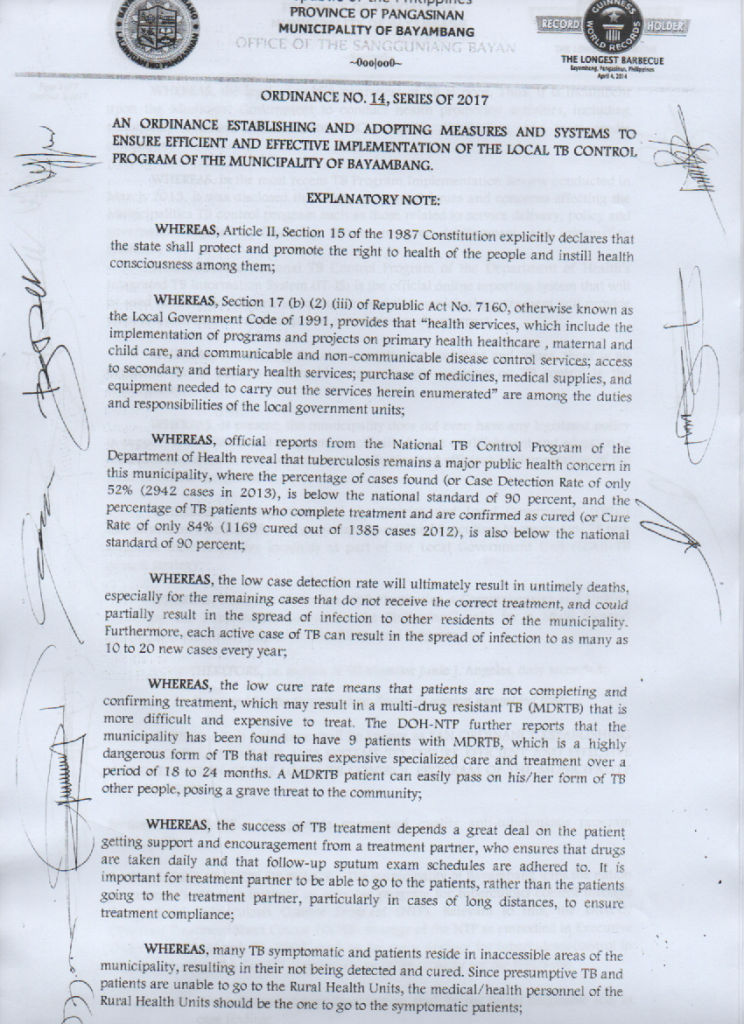 Republic of the Philippines
PROVINCE OF PANGASINAN
MUNICIPALITY OF BAYAMBANG
OFFICE OF THE SANGGUNIANG BAYAN
~0oo|oo0~
RECORD HOLDER
GUINNESS
WORLD RECORDS
THE LONGEST BARBECUE
Bayambang, Pangasinan, Philippines
April 4, 2014
ORDINANCE NO. 14, SERIES OF 2017
AN ORDINANCE ESTABLISHING AND ADOPTING MEASURES AND SYSTEMS TO
ENSURE EFFICIENT AND EFFECTIVE IMPLEMENTATION OF THE LOCAL TB CONTROL
PROGRAM OF THE MUNICIPALITY OF BAYAMBANG.
EXPLANATORY NOTE:
WHEREAS, Article II, Section 15 of the 1987 Constitution explicitly declares that
the state shall protect and promote the right to health of the people and instill health
consciousness among them;
WHEREAS, Section 17 (b) (2) (iii) of Republic Act No. 7160, otherwise known as
the Local Government Code of 1991, provides that “health services, which include the
implementation of programs and projects on primary health healthcare , maternal and
child care, and communicable and non-communicable disease control services; access
to secondary and tertiary health services; purchase of medicines, medical supplies, and
equipment needed to carry out the services herein enumerated” are among the duties
and responsibilities of the local government units;
WHEREAS, official reports from the National TB Control Program of the
Department of Health reveal that tuberculosis remains a major public health concern in
this municipality, where the percentage of cases found (or Case Detection Rate of only
52% (2942 cases in 2013), is below the national standard of 90 percent, and the
percentage of TB patients who complete treatment and are confirmed as cured (or Cure
Rate of only 84% (1169 cured out of 1385 cases 2012), is also below the national
standard of 90 percent;
WHEREAS, the low case detection rate will ultimately result in untimely deaths,
especially for the remaining cases that do not receive the correct treatment, and could
partially result in the spread of infection to other residents of the municipality.
Furthermore, each active case of TB can result in the spread of infection to as many as
10 to 20 new cases every year;
WHEREAS, the low cure rate means that patients are not completing and
confirming treatment, which may result in a multi-drug resistant TB (MDRTB) that is
more difficult and expensive to treat. The DOH-NTP further reports that the
municipality has been found to have 9 patients with MDRTB, which is a highly
dangerous form of TB that requires expensive specialized care and treatment over a
period of 18 to 24 months. A MDRTB patient can easily pass on his/her form of TB
other people, posing a grave threat to the community;
WHEREAS, the success of TB treatment depends a great deal on the patient
getting support and encouragement from a treatment partner, who ensures that drugs
are taken daily and that follow-up sputum exam schedules are adhered to. It is
important for treatment partner to be able to go to the patients, rather than the patients
going to the treatment partner, particularly in cases of long distances, to ensure
treatment compliance;
WHEREAS, many TB symptomatic and patients reside in inaccessible areas of the
municipality, resulting in their not being detected and cured. Since presumptive TB and
patients are unable to go to the Rural Health Units, the medical/health personnel of the
Rural Health Units should be the one to go to the symptomatic patients;